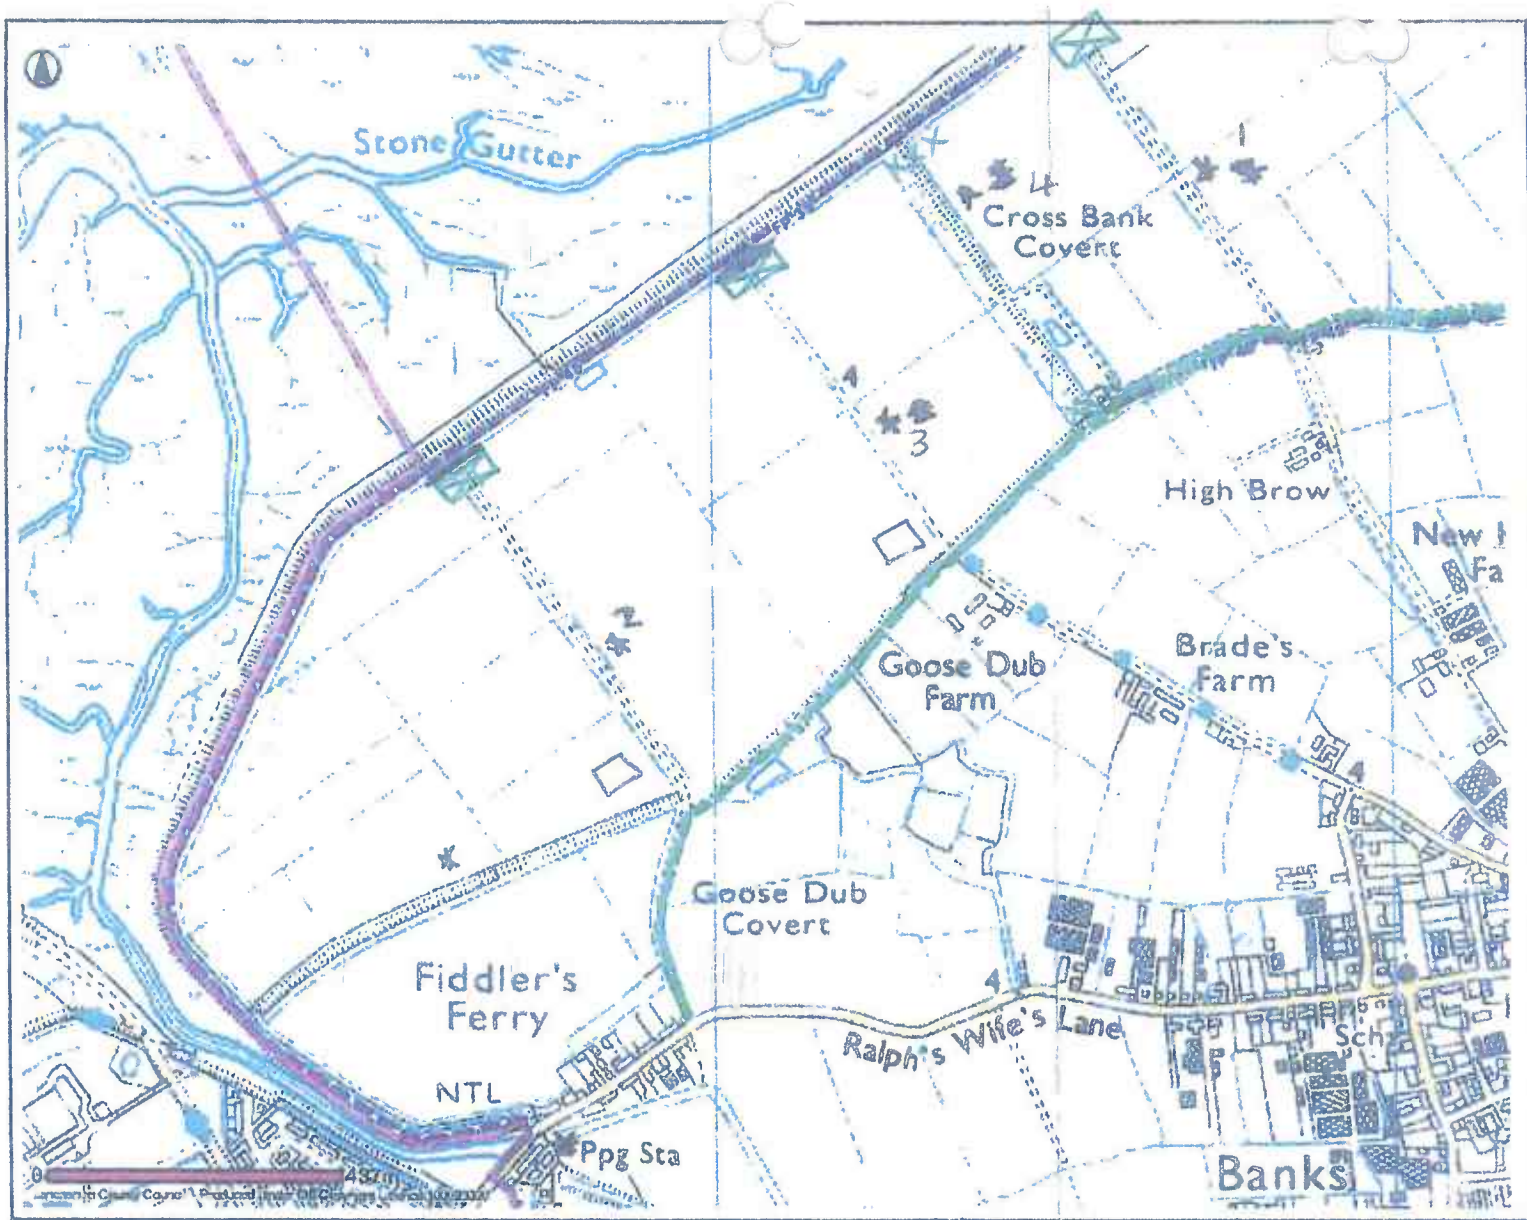 Stone Gutter
1
4
Cross Bank
Covert
4
3
High Brow
New
Fa
2
Goose Dub
Farm
Brade's
Farm
4
Goose Dub
Covert
Fiddler's
Ferry
4
Ralph's Wife's Lane
Sch
NTL
Ppg Sta
Banks
0